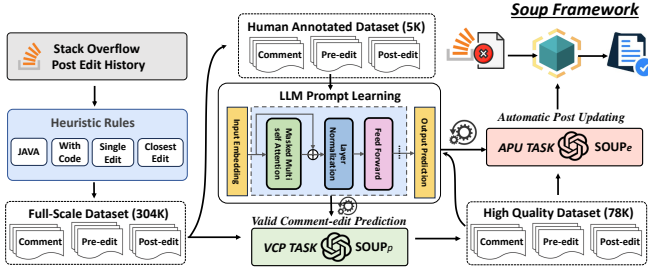 Soup Framework
Human Annotated Dataset (5K)
Comment
Pre-edit
Post-edit
Stack Overflow
Post Edit History
Heuristic Rules
JAVA
With
Code
Single
Edit
Closest
Edit
Full-Scale Dataset (304K)
Comment
Pre-edit
Post-edit
LLM Prompt Learning
Input Embedding
Masked Multi
self Attention
Layer
Normalization
Feed Forward
......
Output Prediction
Valid Comment-edit Prediction
VCP TASK
SOUPp
Automatic Post Updating
APU TASK
SOUPe
High Quality Dataset (78K)
Comment
Pre-edit
Post-edit